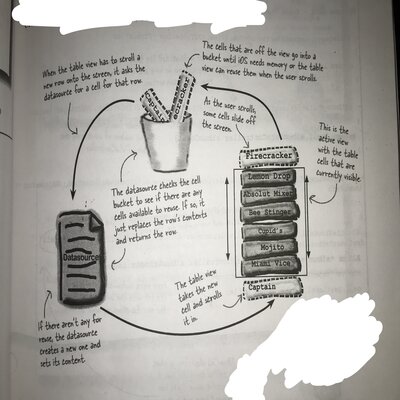 When the table view has to scroll a
new row onto the screen, it asks the
datasource for a cell for that row.
The cells that are off the view go into a
bucket until iOS needs memory or the table
view can reuse them when the user scrolls.
As the user scrolls,
some cells slide off
the screen.
This is the
active view
with the table
cells that are
currently visible.
Firecracker
Lemon Drop
Absolut Mixer
Bee Stinger
Cupid's
Mojito
Miami Vice
Captain
The datasource checks the cell
bucket to see if there are any
cells available to reuse. If so, it
just replaces the row's contents
and returns the row.
Datasource
The table view
takes the new
cell and scrolls
it in.
If there aren't any for
reuse, the datasource
creates a new one and
sets its content.